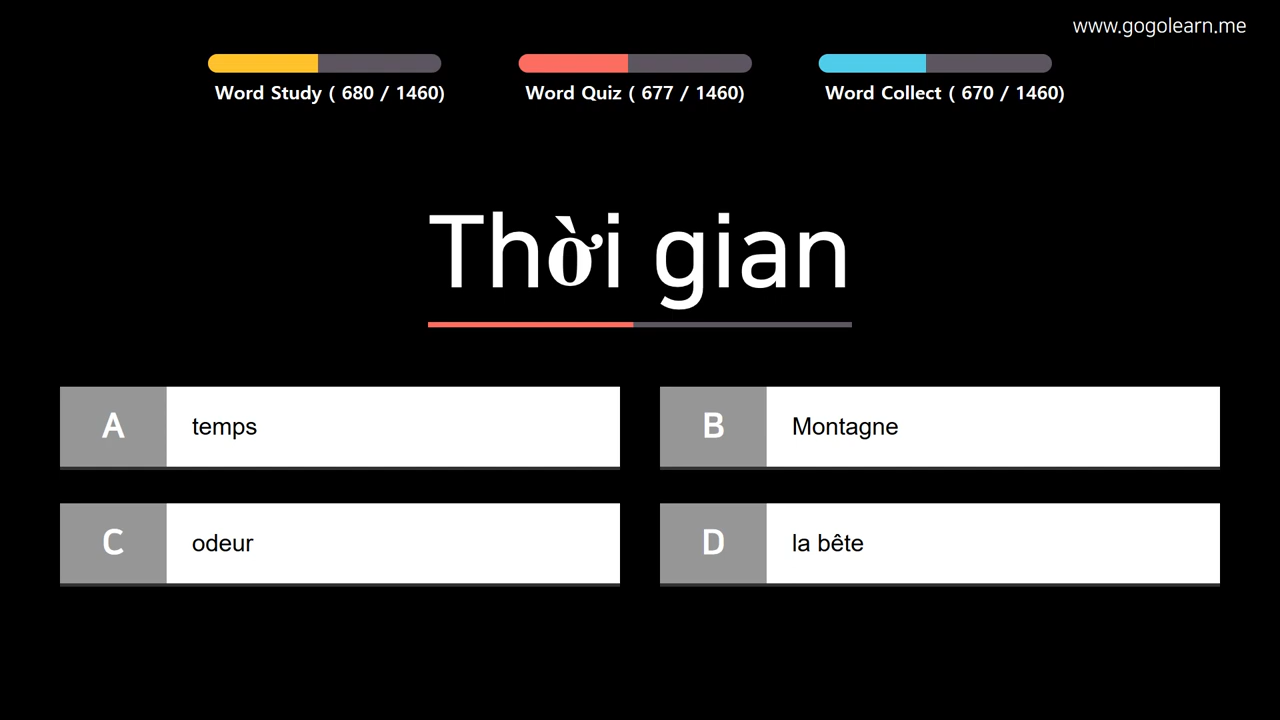 www.gogolearn.me
Word Study ( 680 / 1460)
Word Quiz ( 677 / 1460)
Word Collect ( 670 / 1460)
Thời gian
A temps
B Montagne
C odeur
D la bête